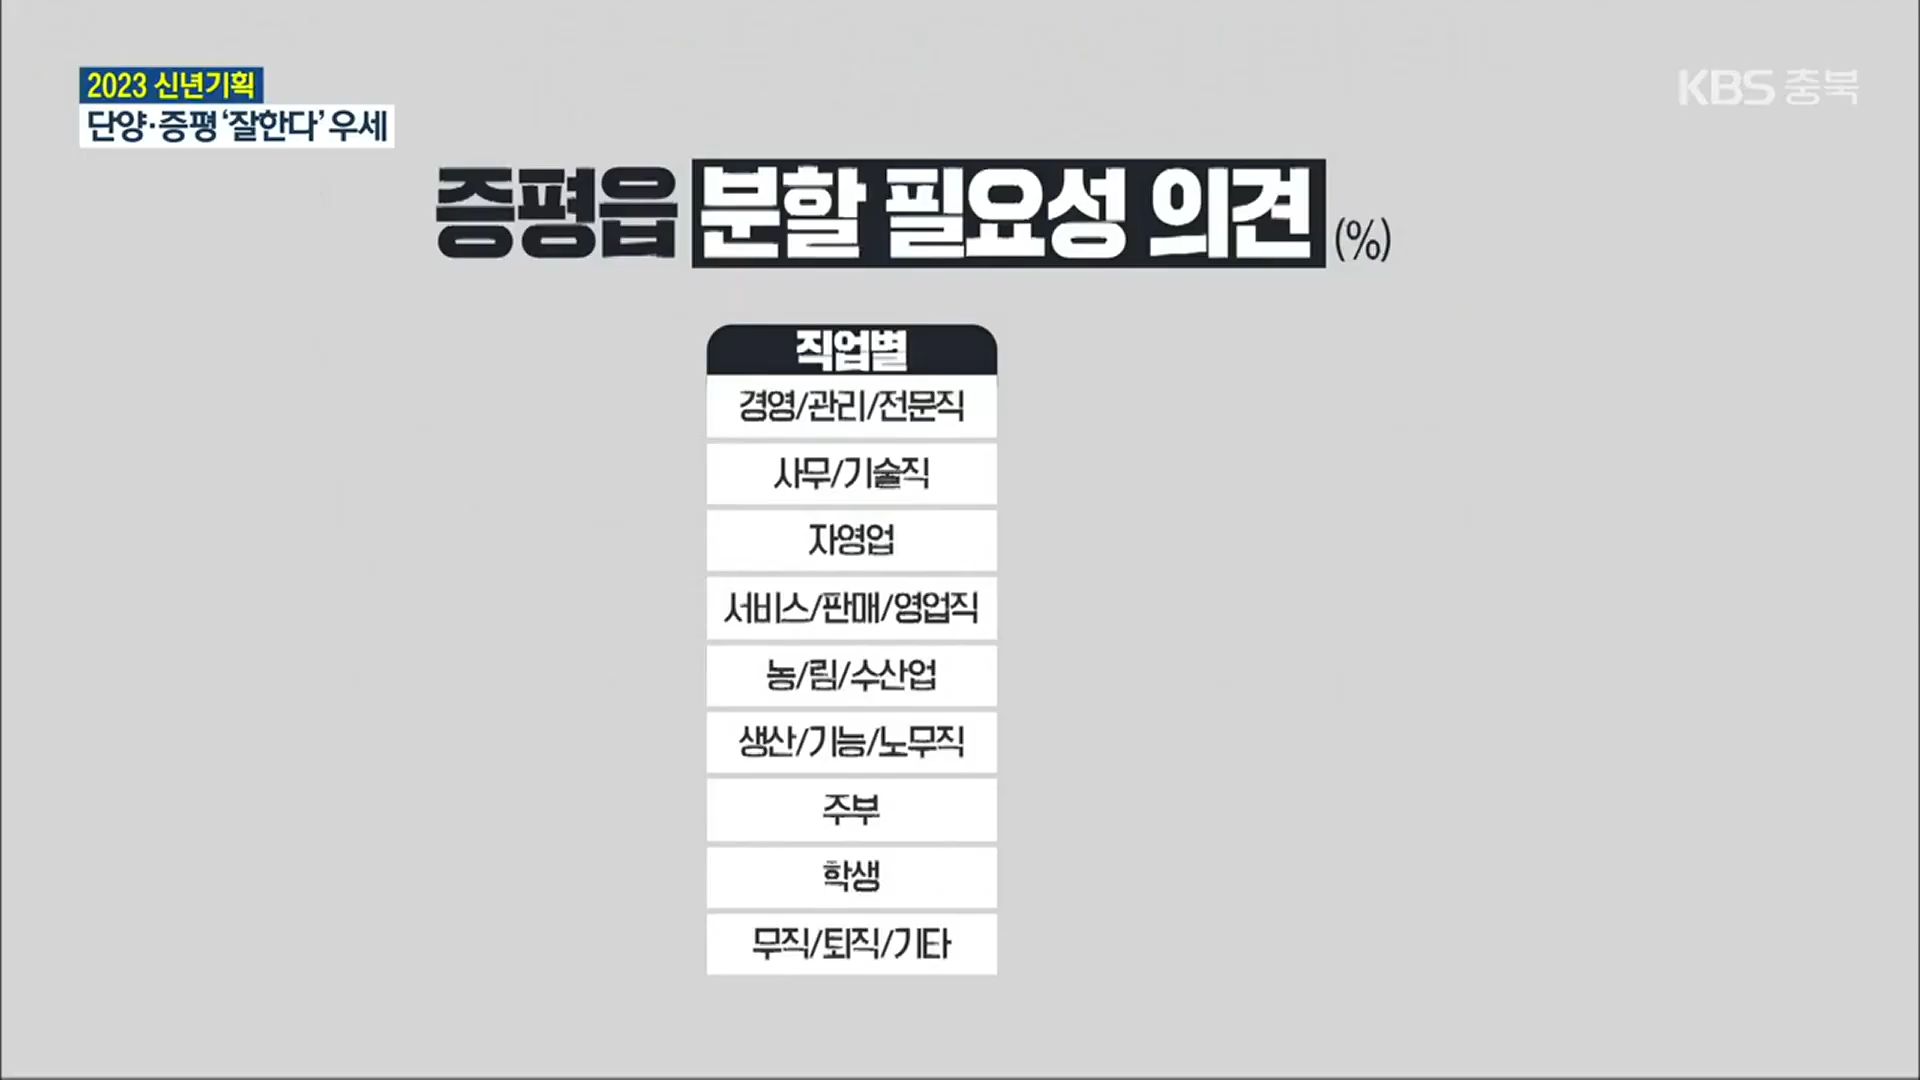 2023 신년기획
단양·증평 ‘잘한다’ 우세
KBS 충북
증평읍 분할 필요성 의견 (%)
직업별
경영/관리/전문직
사무/기술직
자영업
서비스/판매/영업직
농/림/수산업
생산/기능/노무직
주부
학생
무직/퇴직/기타